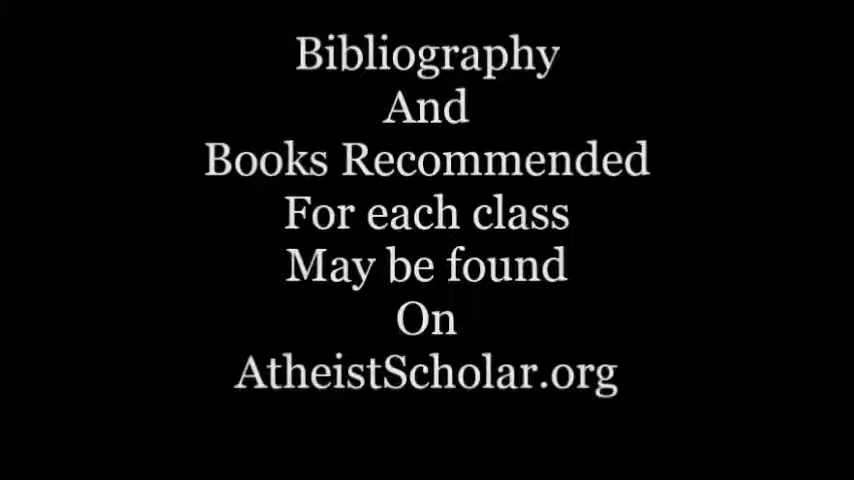 Bibliography
And
Books Recommended
For each class
May be found
On
AtheistScholar.org